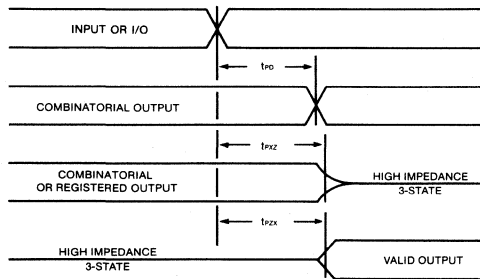 INPUT OR I/O
tPD
COMBINATORIAL OUTPUT
tPXZ
COMBINATORIAL
OR REGISTERED OUTPUT
HIGH IMPEDANCE
3-STATE
tPZX
HIGH IMPEDANCE
3-STATE
VALID OUTPUT